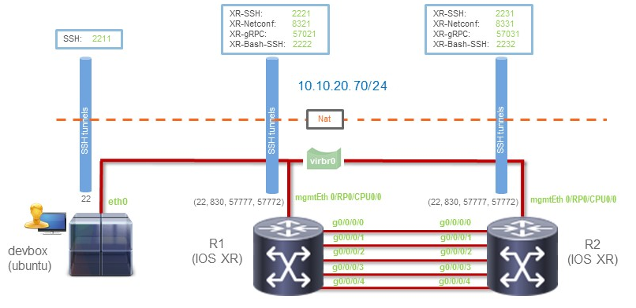 SSH: 2211
XR-SSH: 2221
XR-Netconf: 8321
XR-gRPC: 57021
XR-Bash-SSH: 2222
XR-SSH: 2231
XR-Netconf: 8331
XR-gRPC: 57031
XR-Bash-SSH: 2232
10.10.20.70/24
Nat
SSH tunnels
SSH tunnels
SSH tunnels
virbr0
22
eth0
(22, 830, 57777, 57772)
mgmtEth 0/RP0/CPU0/0
(22, 830, 57777, 57772)
mgmtEth 0/RP0/CPU0/0
devbox
(ubuntu)
R1
(IOS XR)
g0/0/0/0 g0/0/0/0
g0/0/0/1 g0/0/0/1
g0/0/0/2 g0/0/0/2
g0/0/0/3 g0/0/0/3
g0/0/0/4 g0/0/0/4
R2
(IOS XR)